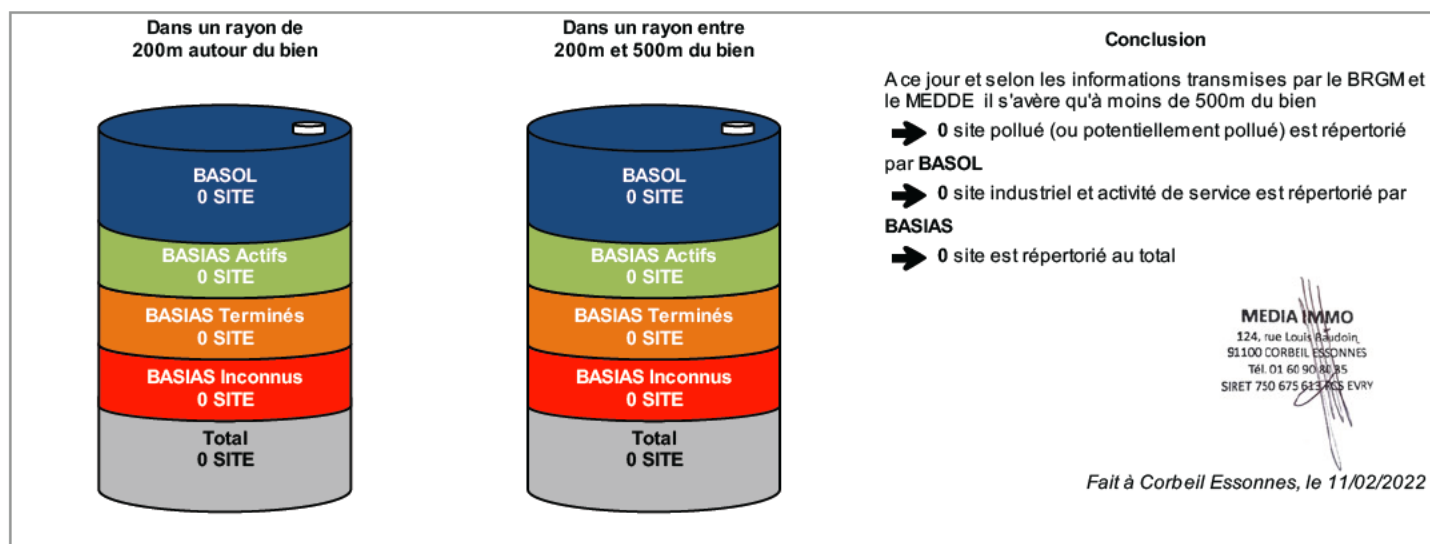 Dans un rayon de
200m autour du bien
BASOL
0 SITE
BASIAS Actifs
0 SITE
BASIAS Terminés
0 SITE
BASIAS Inconnus
0 SITE
Total
0 SITE
Dans un rayon entre
200m et 500m du bien
BASOL
0 SITE
BASIAS Actifs
0 SITE
BASIAS Terminés
0 SITE
BASIAS Inconnus
0 SITE
Total
0 SITE
Conclusion
A ce jour et selon les informations transmises par le BRGM et
le MEDDE il s'avère qu'à moins de 500m du bien
0 site pollué (ou potentiellement pollué) est répertorié
par BASOL
0 site industriel et activité de service est répertorié par
BASIAS
0 site est répertorié au total
MEDIA IMMO
124, rue Louis Baudoin
91100 CORBEIL ESSONNES
Tél. 01 60 90 80 85
SIRET 750 675 613 RCS EVRY
Fait à Corbeil Essonnes, le 11/02/2022